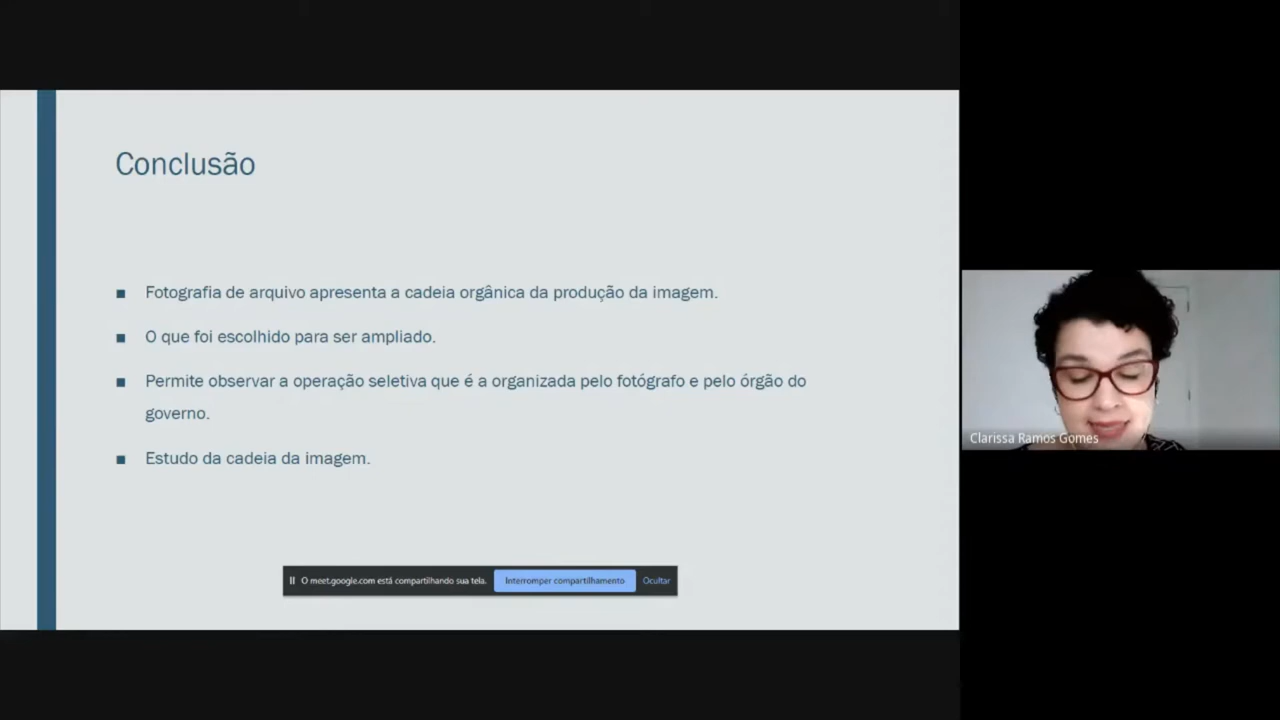 Conclusão
■ Fotografia de arquivo apresenta a cadeia orgânica da produção da imagem.
■ O que foi escolhido para ser ampliado.
■ Permite observar a operação seletiva que é a organizada pelo fotógrafo e pelo órgão do
governo.
■ Estudo da cadeia da imagem.
O meet.google.com está compartilhando sua tela. Interromper compartilhamento Ocultar
Clarissa Ramos Gomes